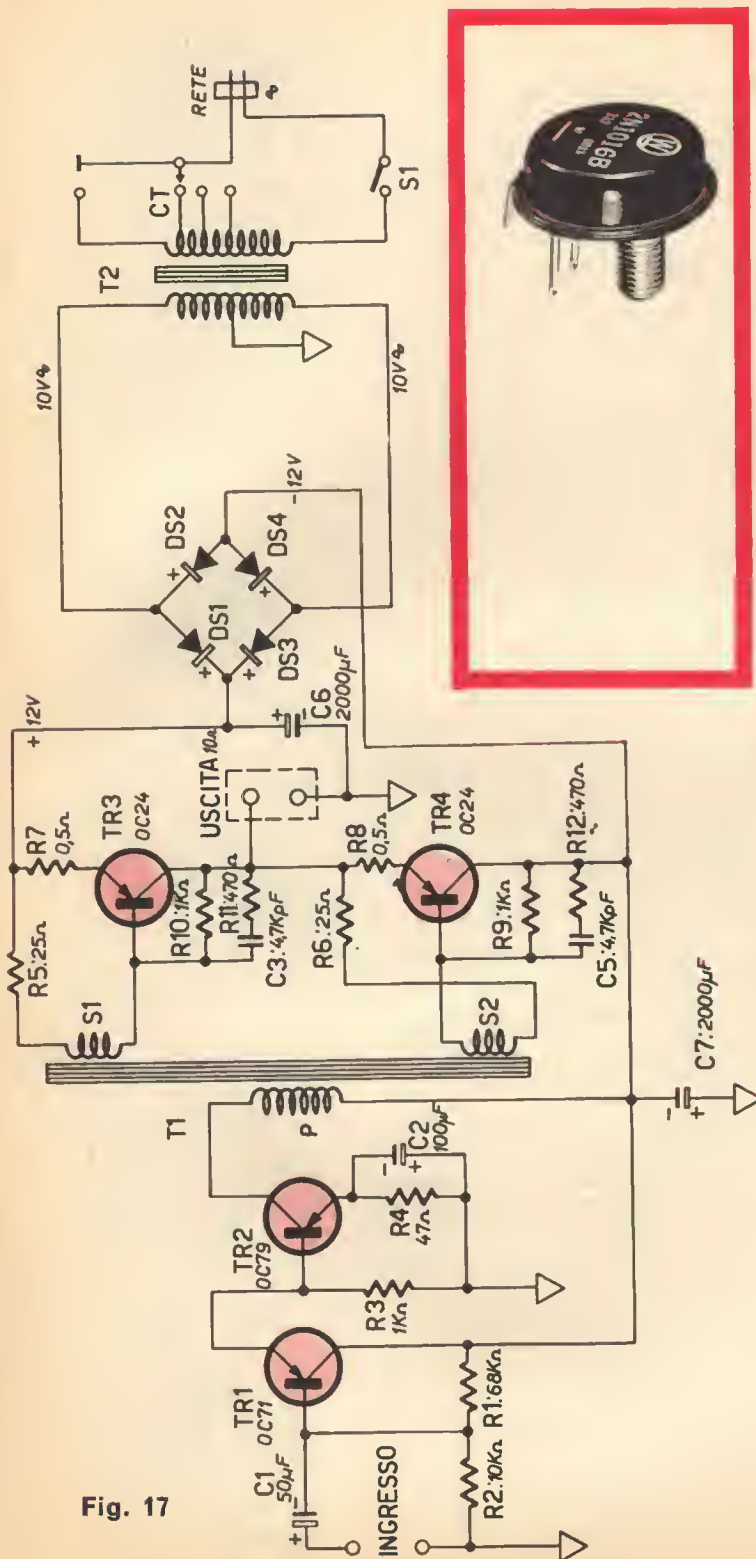 RETE
CT
S1
T2
10V~
10V~
-12V
DS2
DS1
DS4
DS3
+12V
C6
2000µF
USCITA 10Ω
R7
0,5Ω
R5:25Ω
TR3
OC24
R10:1KΩ
R11:470Ω
C3:4,7KpF
R8
0,5Ω
R6:25Ω
TR4
OC24
R9:1KΩ
R12:470Ω
C5:4,7KpF
S1
S2
T1
P
C7:2000µF
C2
100µF
R4
47Ω
TR2
OC79
R3
1KΩ
TR1
OC71
R1:68KΩ
R2:10KΩ
C1
50µF
INGRESSO
Fig. 17
W
2N1016B